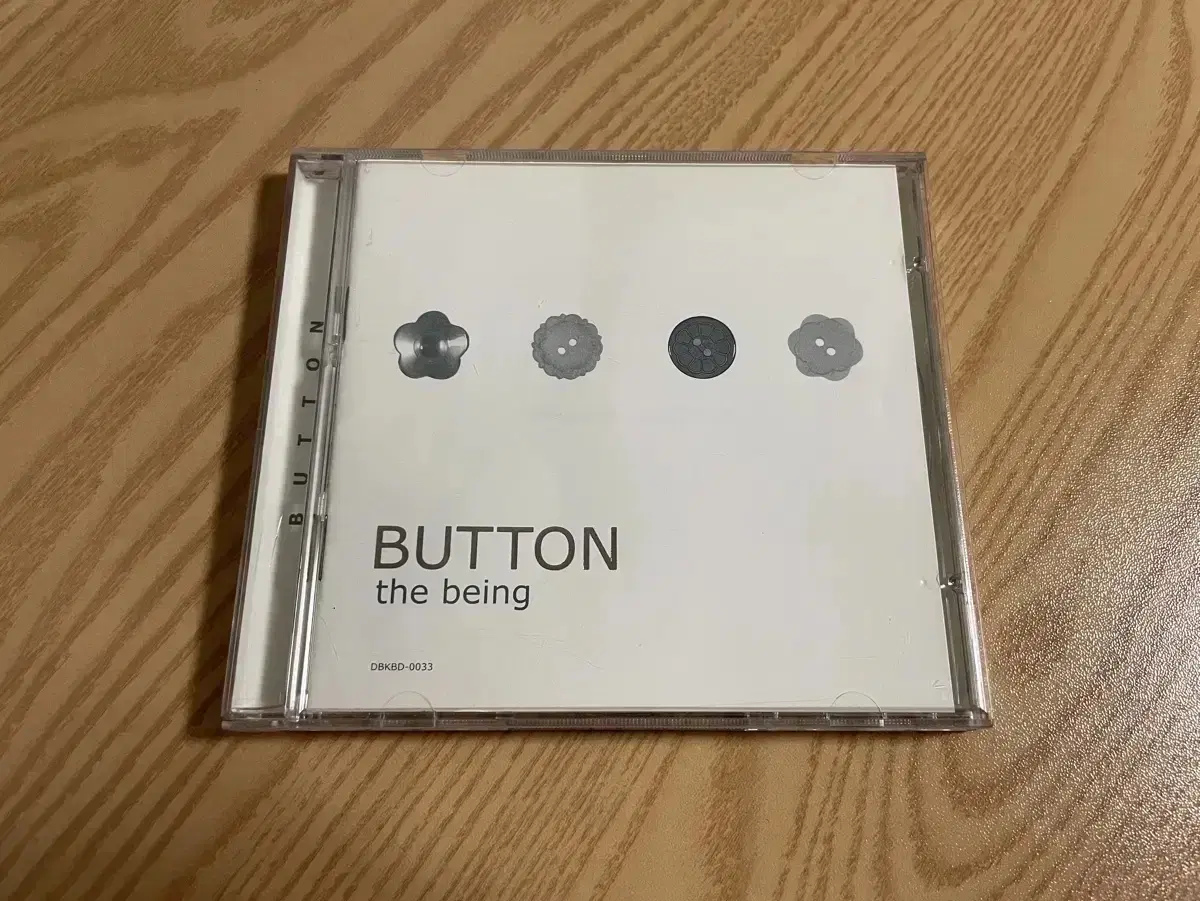 BUTTON
BUTTON
the being
DBKBD-0033